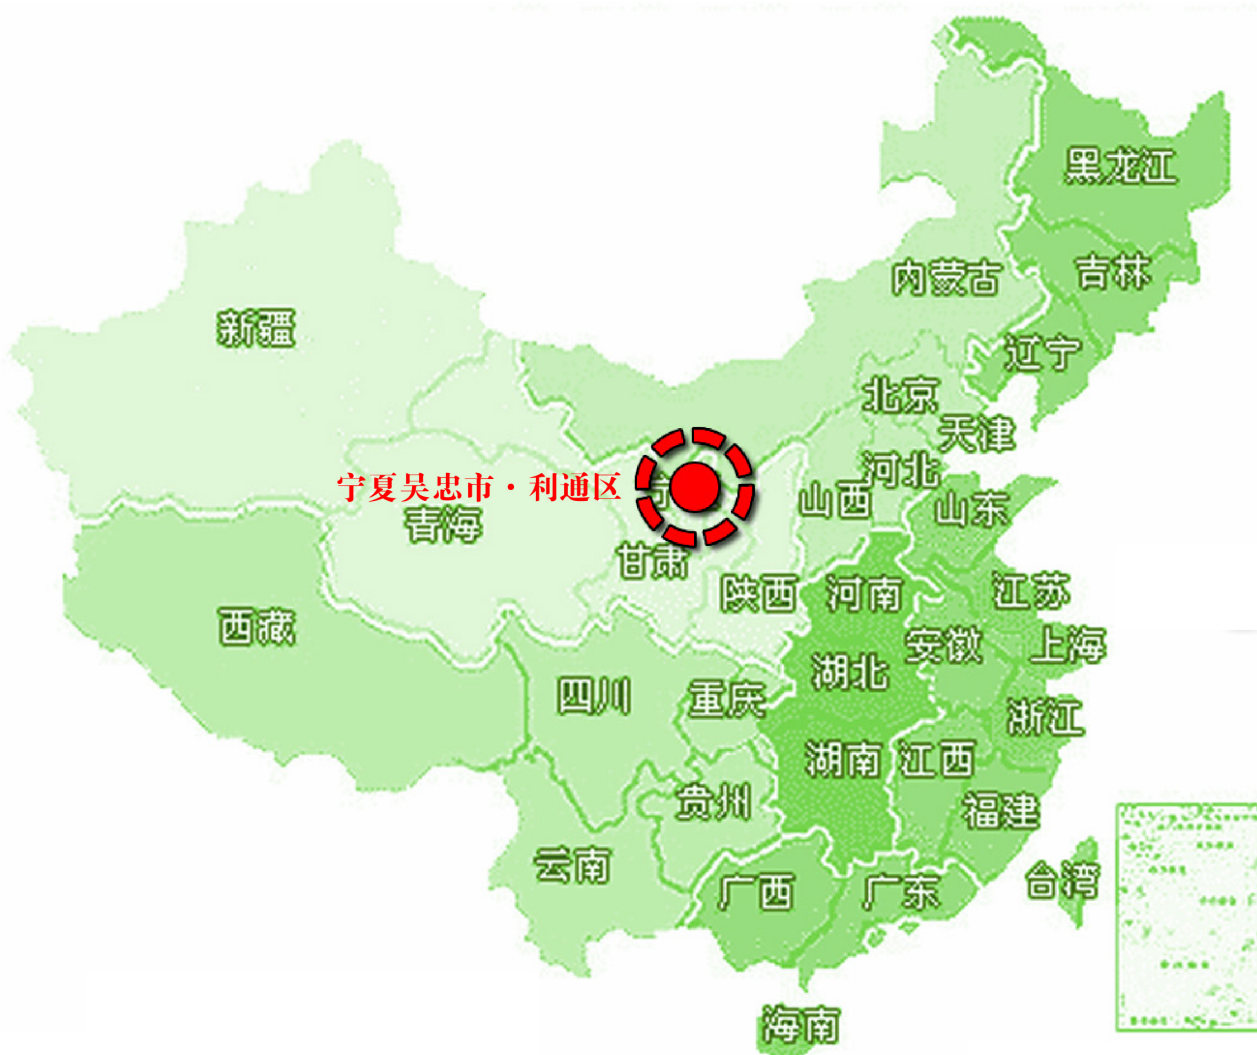 黑龙江
吉林
内蒙古
新疆
辽宁
北京
天津
河北
宁夏吴忠市·利通区
山西
山东
青海
甘肃
陕西
河南
江苏
西藏
安徽
上海
湖北
四川
重庆
浙江
湖南
江西
贵州
福建
云南
台湾
广西
广东
海南